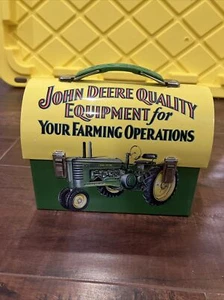 JOHN DEERE QUALITY
EQUIPMENT for
YOUR FARMING OPERATIONS